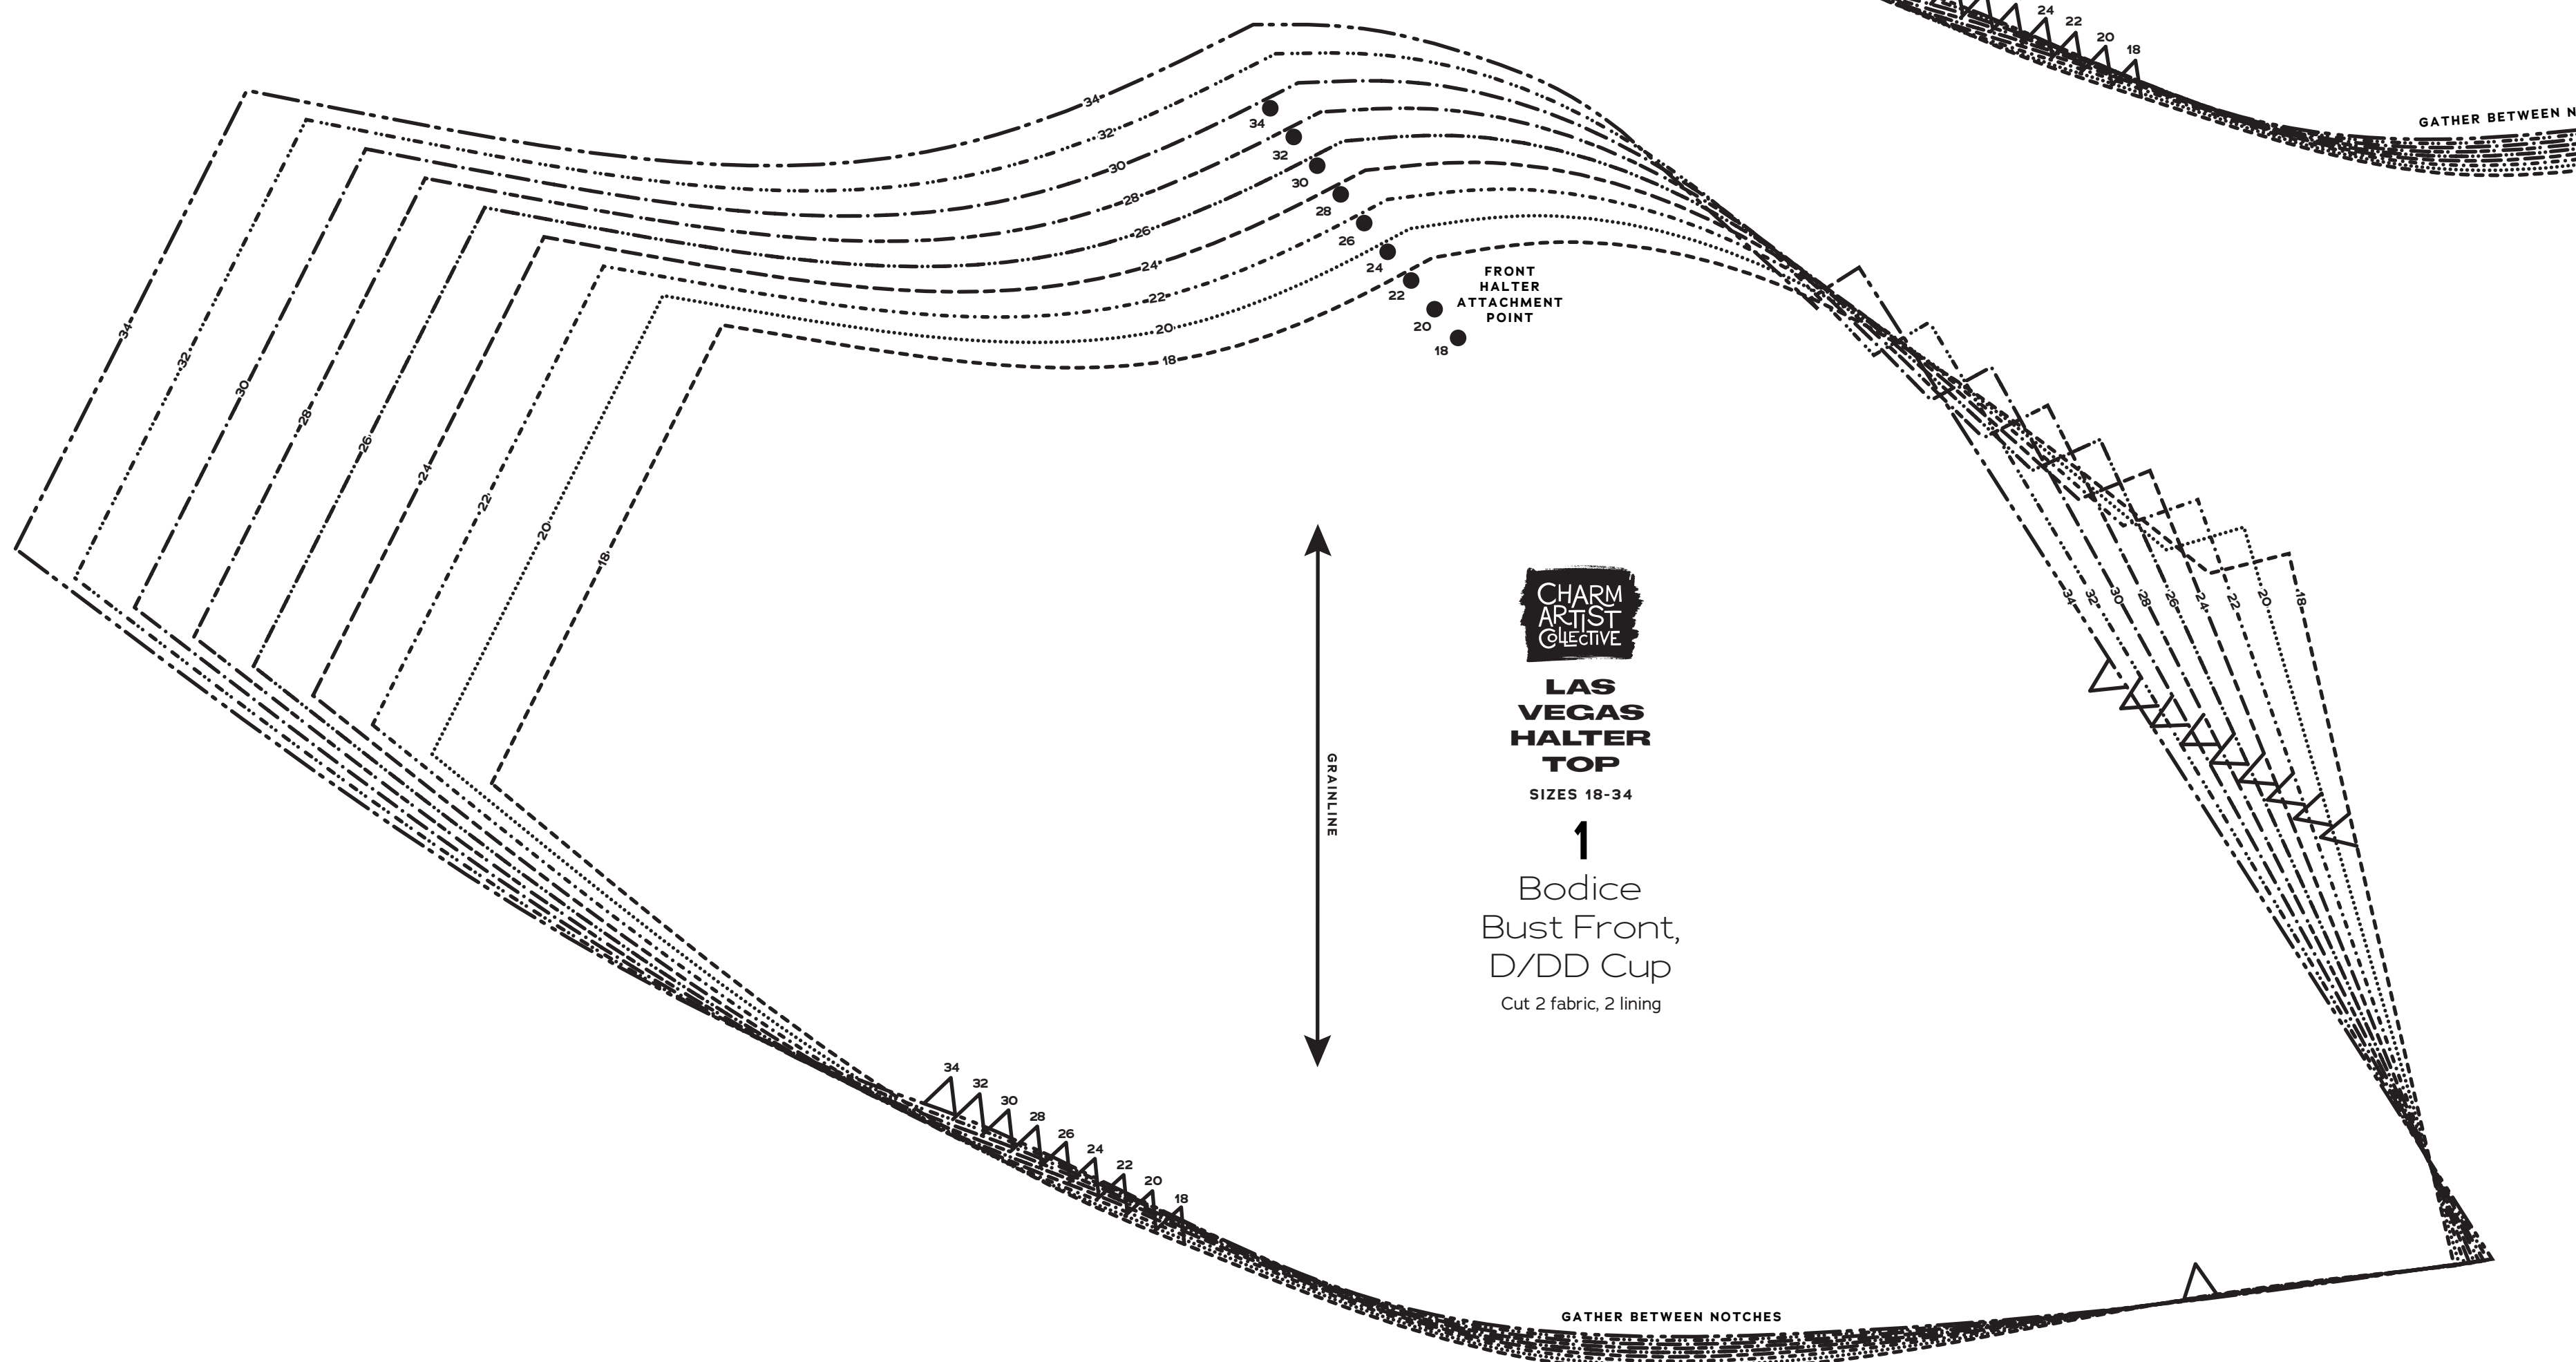 24
22
20
18
GATHER BETWEEN N
34
32
30
28
26
24
22
20
18
34
32
30
28
26
24
22
20
18
FRONT
HALTER
ATTACHMENT
POINT
34
32
30
28
26
24
22
20
18
34
32
30
28
26
24
22
20
18
CHARM
ARTIST
COLLECTIVE
LAS
VEGAS
HALTER
TOP
SIZES 18-34
1
Bodice
Bust Front,
D/DD Cup
Cut 2 fabric, 2 lining
GRAINLINE
34
32
30
28
26
24
22
20
18
GATHER BETWEEN NOTCHES